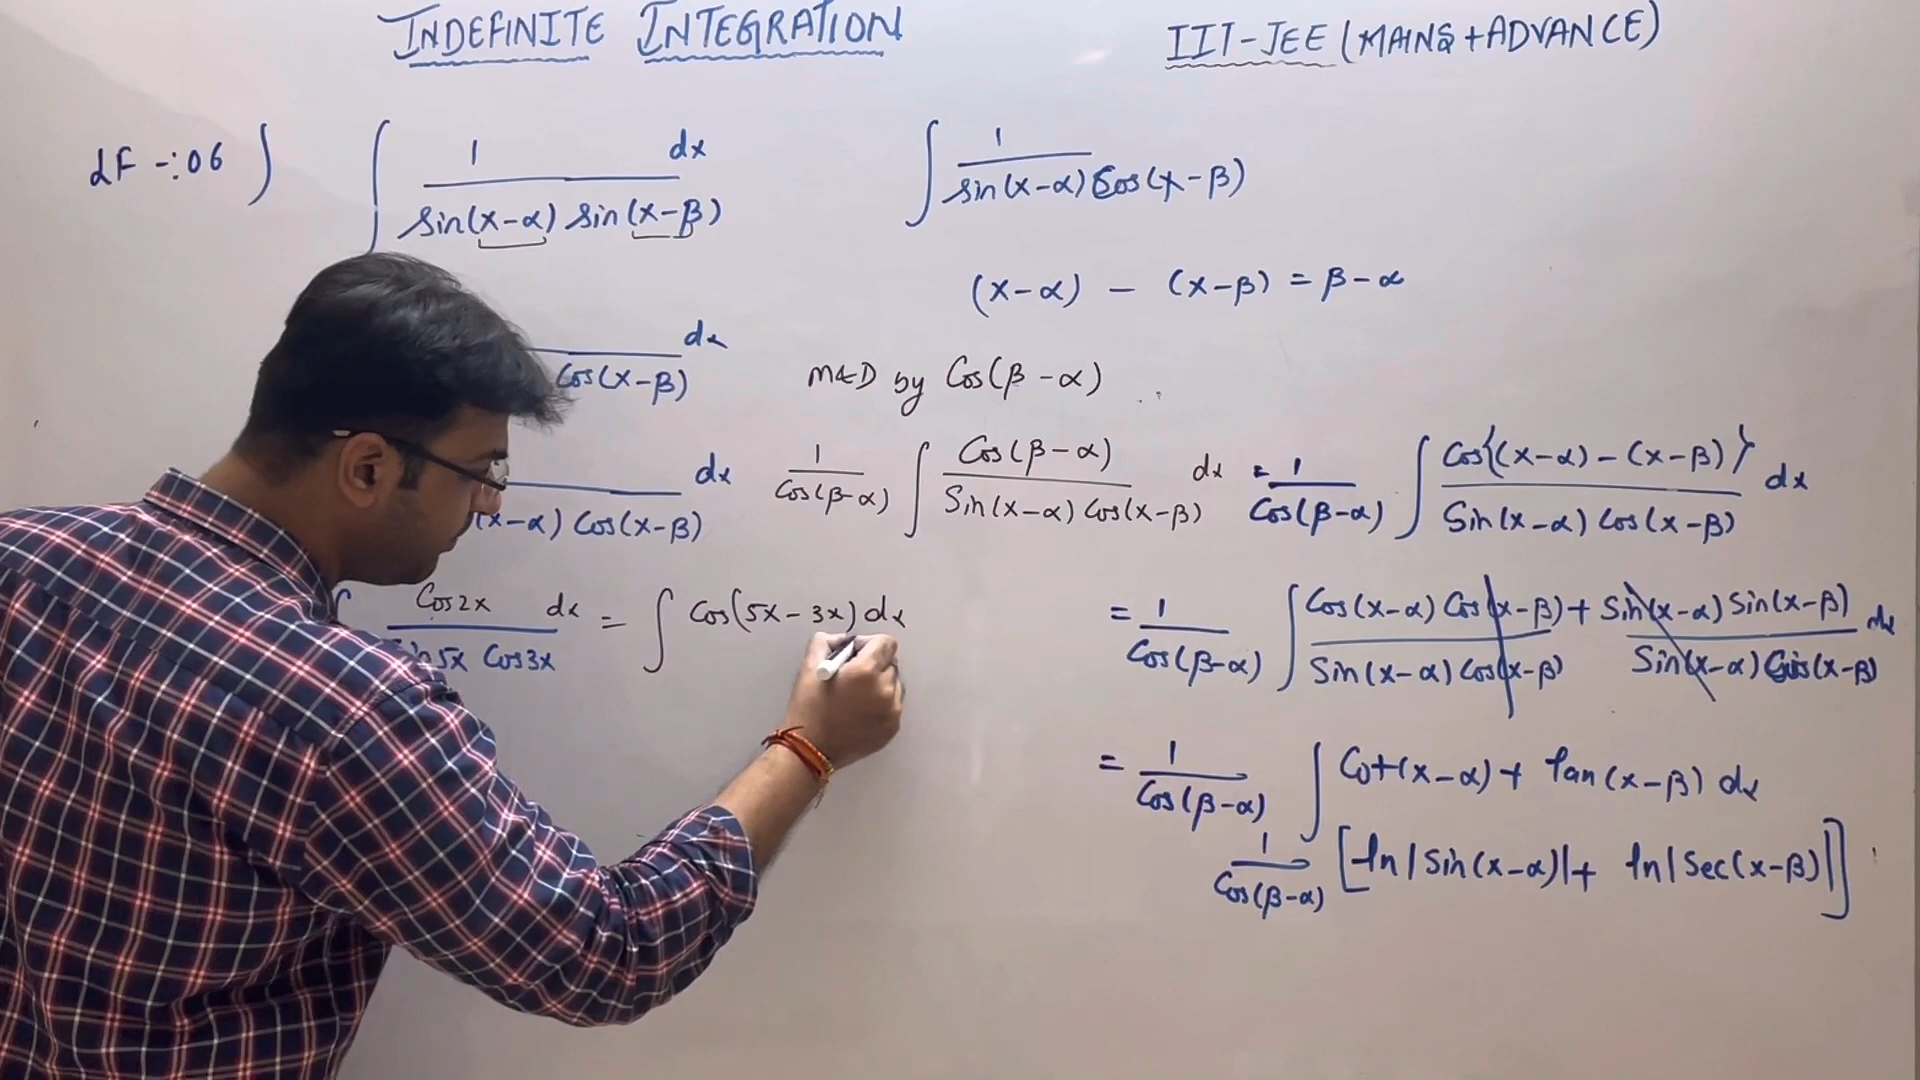 INDEFINITE INTEGRATION
IIT-JEE (MAINS + ADVANCE)
IF -:06 ) ∫ 1 / sin(x-α) sin(x-β) dx
∫ 1 / sin(x-α) Cos(x-β)
(x-α) - (x-β) = β-α
dx
Cos(x-β)
M&D by Cos(β-α)
dx
(x-α) Cos(x-β)
1 / Cos(β-α) ∫ Cos(β-α) / Sin(x-α) Cos(x-β) dx = 1 / Cos(β-α) ∫ Cos{(x-α)-(x-β)} / Sin(x-α) Cos(x-β) dx
Cos2x / 5x Cos3x dx = ∫ Cos(5x-3x) dx
= 1 / Cos(β-α) ∫ Cos(x-α) Cos(x-β) / Sin(x-α) Cos(x-β) + Sin(x-α) Sin(x-β) / Sin(x-α) Cos(x-β) dx
= 1 / Cos(β-α) ∫ Cot(x-α) + tan(x-β) dx
1 / Cos(β-α) [ln|Sin(x-α)| + ln|Sec(x-β)|]